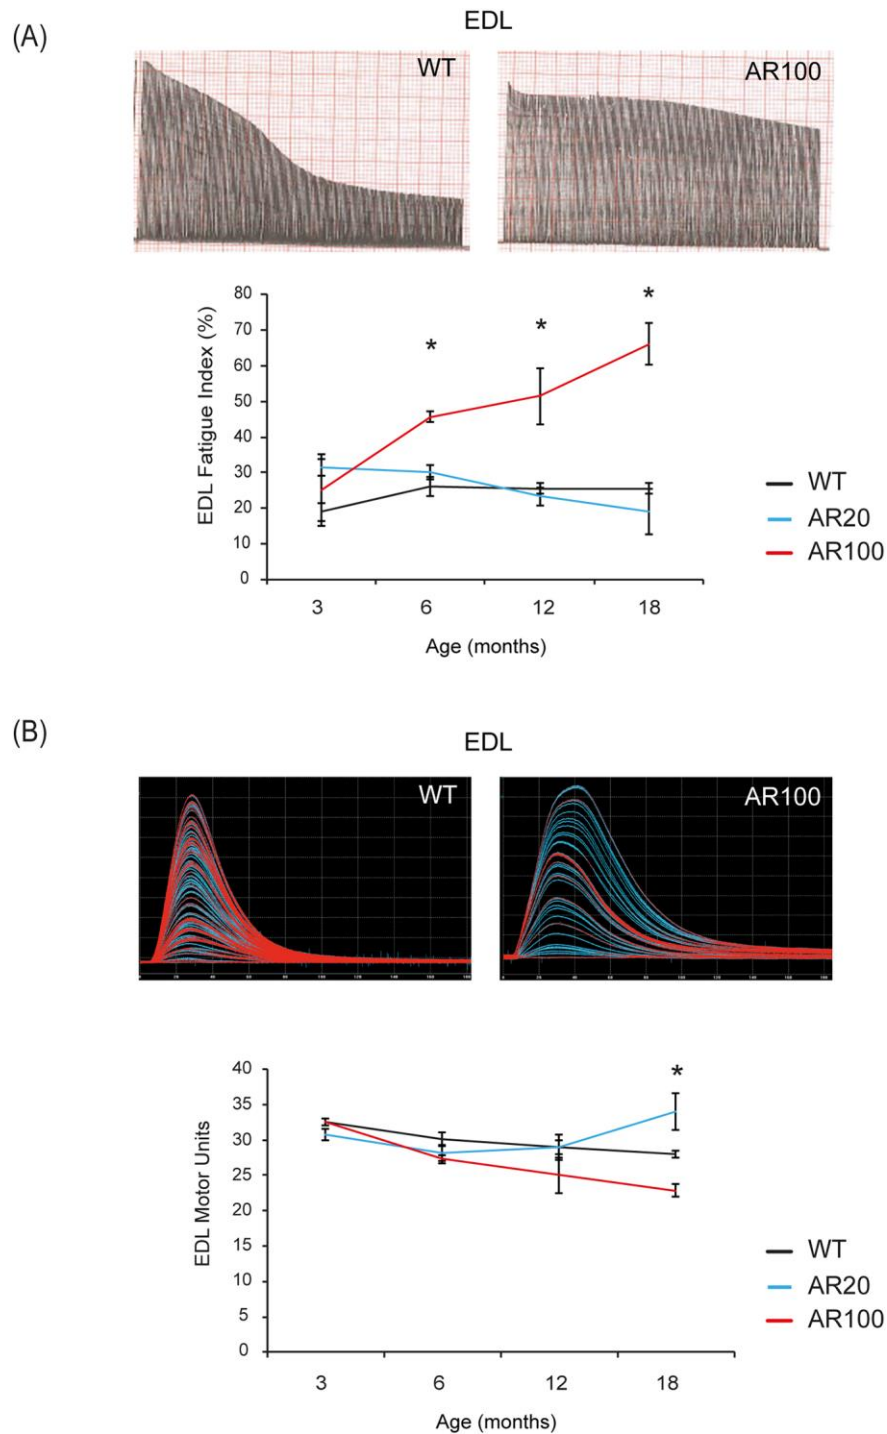 (A)
EDL
WT
AR100
EDL Fatigue Index (%)
80
70
60
50
40
30
20
10
0
*
*
*
3 6 12 18
Age (months)
WT
AR20
AR100
(B)
EDL
WT
AR100
EDL Motor Units
40
35
30
25
20
15
10
5
0
*
3 6 12 18
Age (months)
WT
AR20
AR100